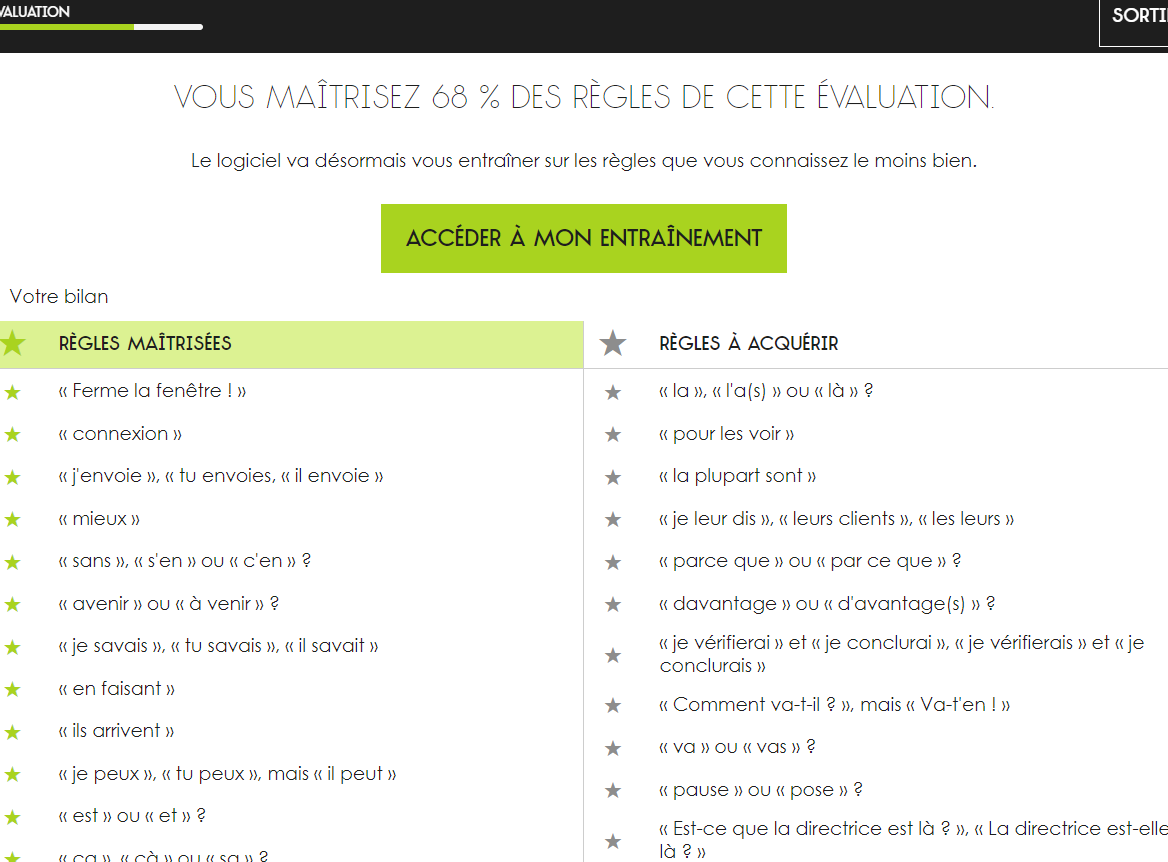 VALUATION
SORTI
VOUS MAÎTRISEZ 68 % DES RÈGLES DE CETTE ÉVALUATION.
Le logiciel va désormais vous entraîner sur les règles que vous connaissez le moins bien.
ACCÉDER À MON ENTRAÎNEMENT
Votre bilan
RÈGLES MAÎTRISÉES
« Ferme la fenêtre ! »
« connexion »
« j'envoie », « tu envoies, « il envoie »
« mieux »
« sans », « s'en » ou « c'en » ?
« avenir » ou « à venir » ?
« je savais », « tu savais », « il savait »
« en faisant »
« ils arrivent »
« je peux », « tu peux », mais « il peut »
« est » ou « et » ?
« ça », « çà » ou « sa » ?
RÈGLES À ACQUÉRIR
« la », « l'a(s) » ou « là » ?
« pour les voir »
« la plupart sont »
« je leur dis », « leurs clients », « les leurs »
« parce que » ou « par ce que » ?
« davantage » ou « d'avantage(s) » ?
« je vérifierai » et « je conclurai », « je vérifierais » et « je
conclurais »
« Comment va-t-il ? », mais « Va-t'en ! »
« va » ou « vas » ?
« pause » ou « pose » ?
« Est-ce que la directrice est là ? », « La directrice est-elle
là ? »